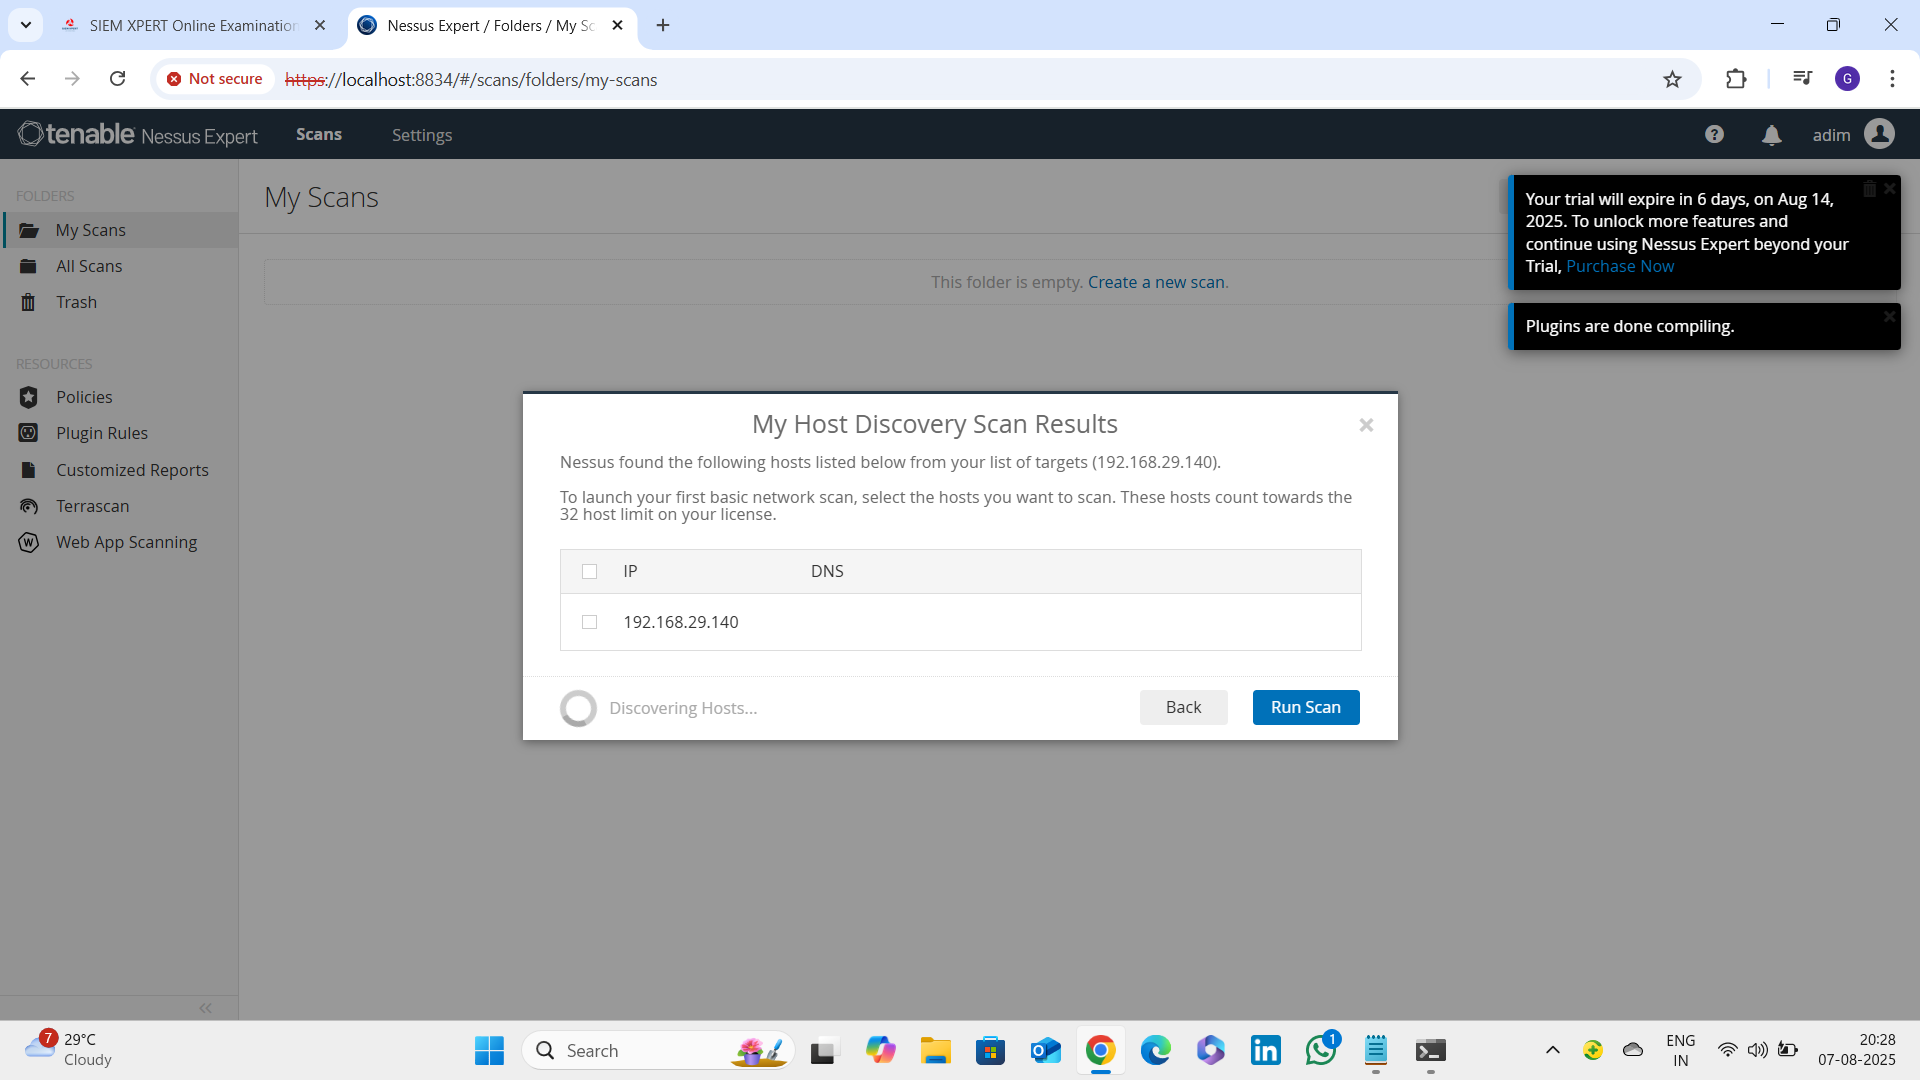 SIEM XPERT Online Examination
Nessus Expert / Folders / My Sc
Not secure
https://localhost:8834/#/scans/folders/my-scans
G
tenable Nessus Expert
Scans
Settings
?
adim
FOLDERS
My Scans
All Scans
Trash
RESOURCES
Policies
Plugin Rules
Customized Reports
Terrascan
Web App Scanning
My Scans
This folder is empty. Create a new scan.
Your trial will expire in 6 days, on Aug 14,
2025. To unlock more features and
continue using Nessus Expert beyond your
Trial, Purchase Now
Plugins are done compiling.
My Host Discovery Scan Results
Nessus found the following hosts listed below from your list of targets (192.168.29.140).
To launch your first basic network scan, select the hosts you want to scan. These hosts count towards the
32 host limit on your license.
IP DNS
192.168.29.140
Discovering Hosts...
Back
Run Scan
7
29°C
Cloudy
Search
1
ENG
IN
20:28
07-08-2025